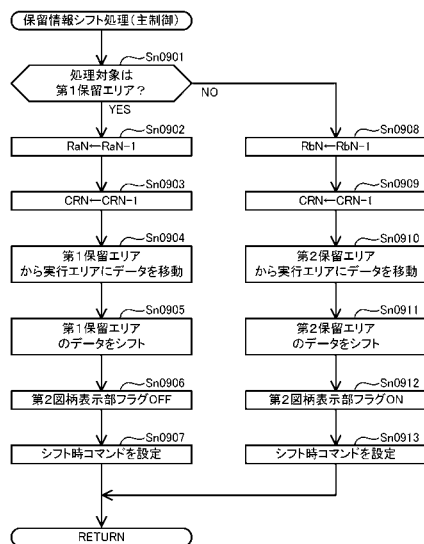 保留情報シフト処理(主制御)
Sn0901
処理対象は
第1保留エリア?
YES
NO
Sn0902
RaN←RaN-1
Sn0903
CRN←CRN-1
Sn0904
第1保留エリア
から実行エリアにデータを移動
Sn0905
第1保留エリア
のデータをシフト
Sn0906
第2図柄表示部フラグOFF
Sn0907
シフト時コマンドを設定
Sn0908
RbN←RbN-1
Sn0909
CRN←CRN-1
Sn0910
第2保留エリア
から実行エリアにデータを移動
Sn0911
第2保留エリア
のデータをシフト
Sn0912
第2図柄表示部フラグON
Sn0913
シフト時コマンドを設定
RETURN